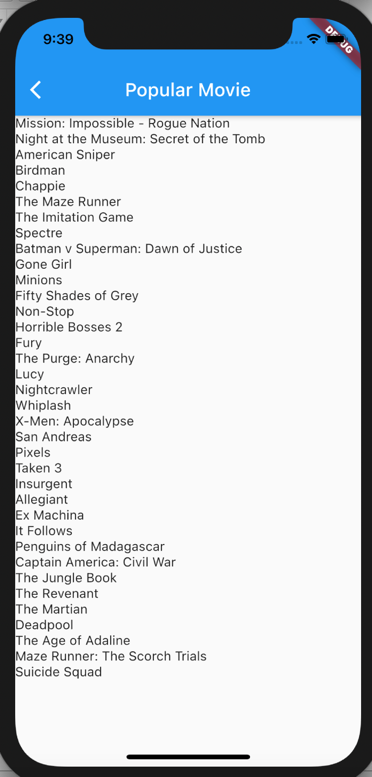 9:39
DEBUG
Popular Movie
Mission: Impossible - Rogue Nation
Night at the Museum: Secret of the Tomb
American Sniper
Birdman
Chappie
The Maze Runner
The Imitation Game
Spectre
Batman v Superman: Dawn of Justice
Gone Girl
Minions
Fifty Shades of Grey
Non-Stop
Horrible Bosses 2
Fury
The Purge: Anarchy
Lucy
Nightcrawler
Whiplash
X-Men: Apocalypse
San Andreas
Pixels
Taken 3
Insurgent
Allegiant
Ex Machina
It Follows
Penguins of Madagascar
Captain America: Civil War
The Jungle Book
The Revenant
The Martian
Deadpool
The Age of Adaline
Maze Runner: The Scorch Trials
Suicide Squad